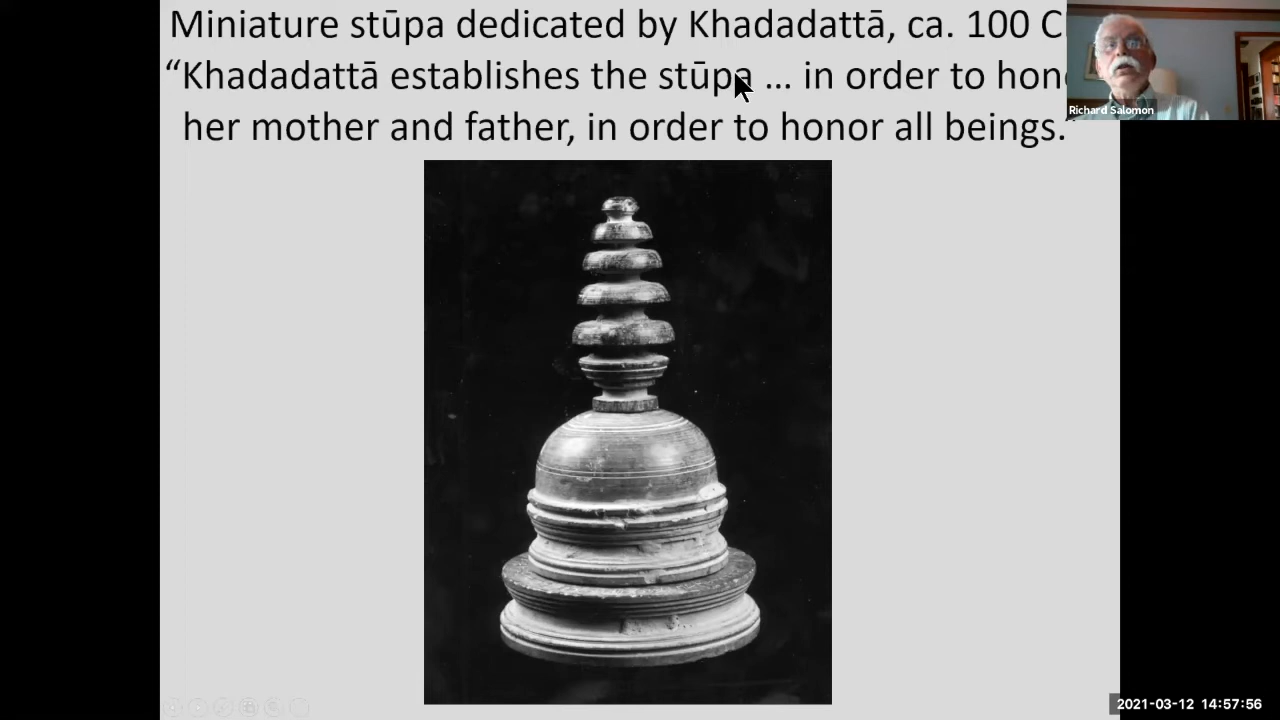 Miniature stūpa dedicated by Khadadattā, ca. 100 C
“Khadadattā establishes the stūpa ... in order to
her mother and father, in order to honor all beings.”
Richard Salomon
2021-03-12 14:57:56